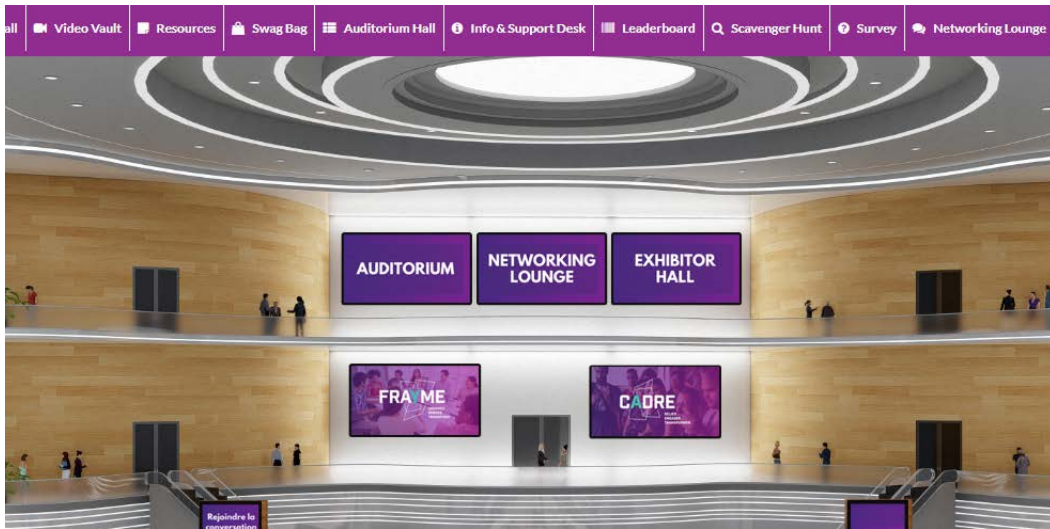 all
Video Vault
Resources
Swag Bag
Auditorium Hall
Info & Support Desk
Leaderboard
Scavenger Hunt
Survey
Networking Lounge
AUDITORIUM
NETWORKING
LOUNGE
EXHIBITOR
HALL
FRAYME
CADRE
Rejoindre la
conversation